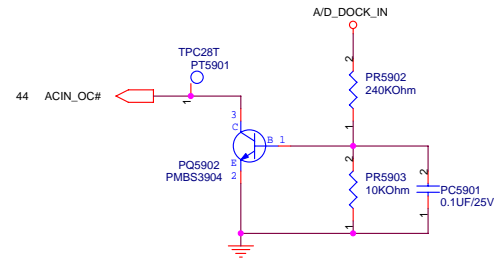 A/D_DOCK_IN
TPC28T
PT5901
2
PR5902
240KOhm
44 ACIN_OC#
1
1
3
C
B 1
2
2
E
2
PQ5902
PMBS3904
PR5903
10KOhm
PC5901
0.1UF/25V
1
1